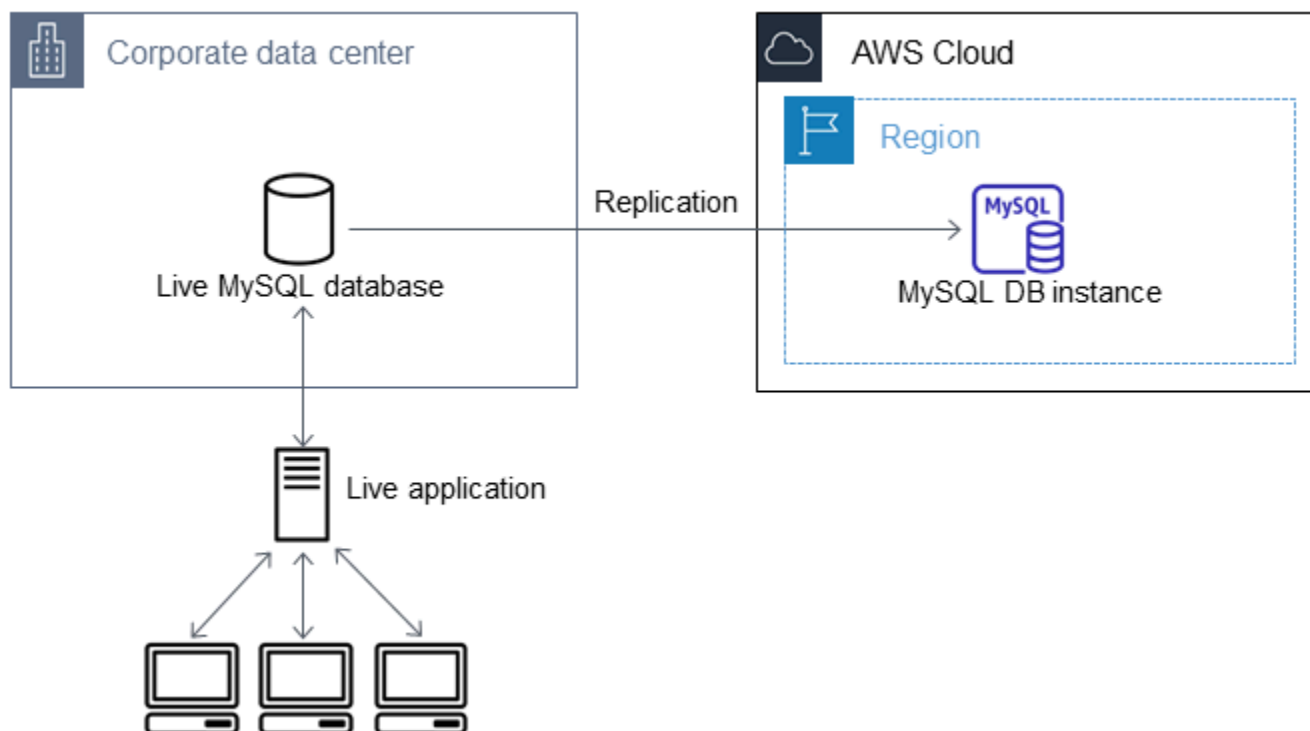 Corporate data center
AWS Cloud
Region
Replication
MySQL
Live MySQL database
MySQL DB instance
Live application